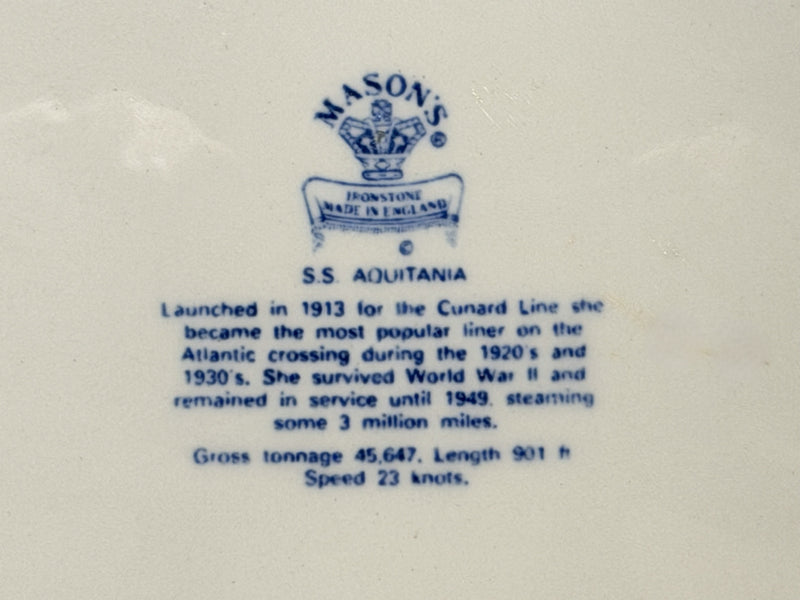 MASON'S
IRONSTONE
MADE IN ENGLAND
©
S.S. AQUITANIA
Launched in 1913 for the Cunard Line she
became the most popular liner on the
Atlantic crossing during the 1920's and
1930's. She survived World War II and
remained in service until 1949, steaming
some 3 million miles.
Gross tonnage 45,647. Length 901 ft
Speed 23 knots.